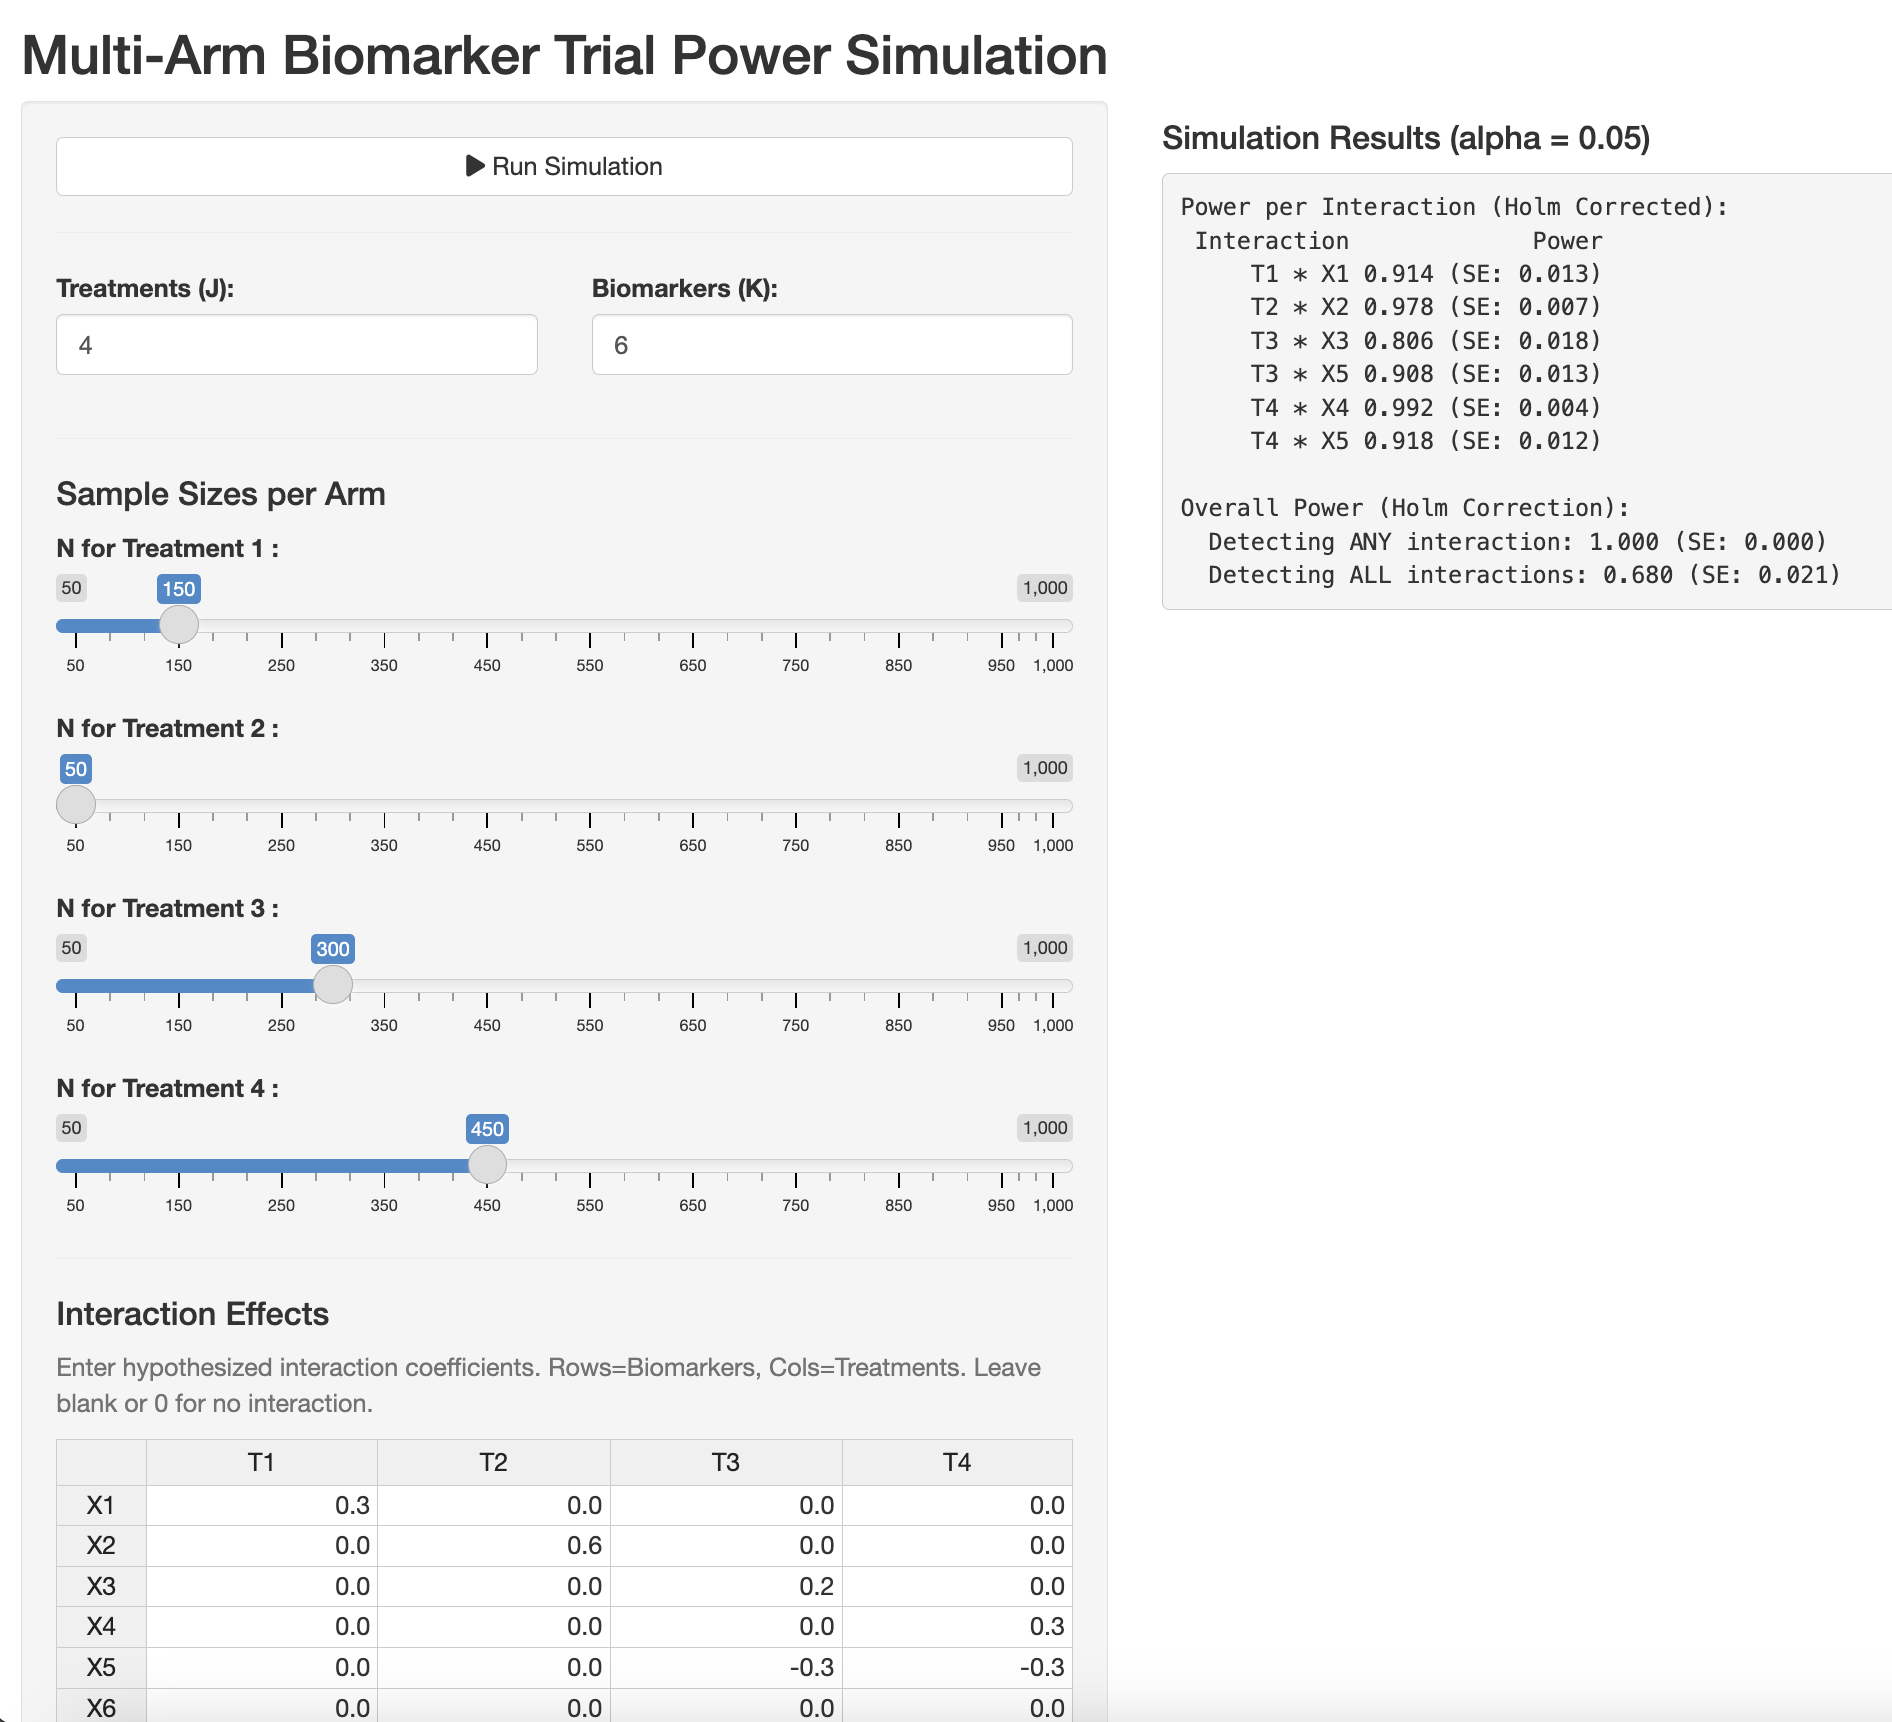 Multi-Arm Biomarker Trial Power Simulation
Run Simulation
Treatments (J):
4
Biomarkers (K):
6
Sample Sizes per Arm
N for Treatment 1 :
50 150 1,000
50 150 250 350 450 550 650 750 850 950 1,000
N for Treatment 2 :
50 1,000
50 150 250 350 450 550 650 750 850 950 1,000
N for Treatment 3 :
50 300 1,000
50 150 250 350 450 550 650 750 850 950 1,000
N for Treatment 4 :
50 450 1,000
50 150 250 350 450 550 650 750 850 950 1,000
Interaction Effects
Enter hypothesized interaction coefficients. Rows=Biomarkers, Cols=Treatments. Leave
blank or 0 for no interaction.
T1 T2 T3 T4
X1 0.3 0.0 0.0 0.0
X2 0.0 0.6 0.0 0.0
X3 0.0 0.0 0.2 0.0
X4 0.0 0.0 0.0 0.3
X5 0.0 0.0 -0.3 -0.3
X6 0.0 0.0 0.0 0.0
Simulation Results (alpha = 0.05)
Power per Interaction (Holm Corrected):
Interaction Power
T1 * X1 0.914 (SE: 0.013)
T2 * X2 0.978 (SE: 0.007)
T3 * X3 0.806 (SE: 0.018)
T3 * X5 0.908 (SE: 0.013)
T4 * X4 0.992 (SE: 0.004)
T4 * X5 0.918 (SE: 0.012)
Overall Power (Holm Correction):
Detecting ANY interaction: 1.000 (SE: 0.000)
Detecting ALL interactions: 0.680 (SE: 0.021)